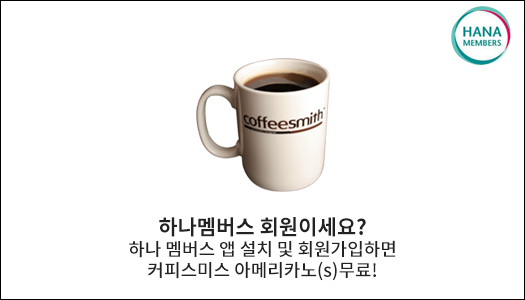 HANA
MEMBERS
coffeesmith
하나멤버스 회원이세요?
하나 멤버스 앱 설치 및 회원가입하면
커피스미스 아메리카노(s)무료!